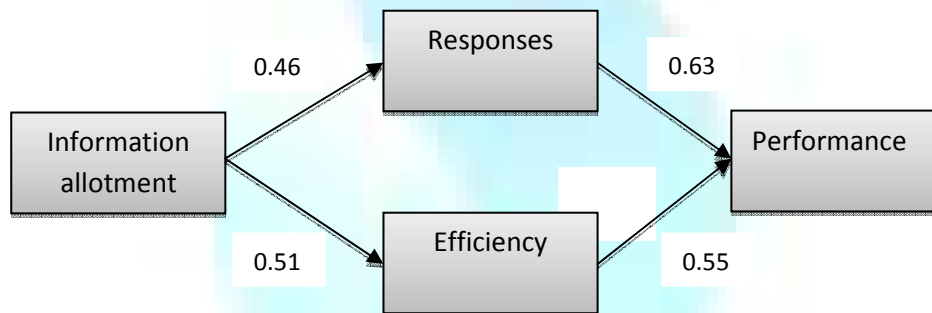 Responses
0.46
0.63
Information
allotment
Performance
Efficiency
0.51
0.55